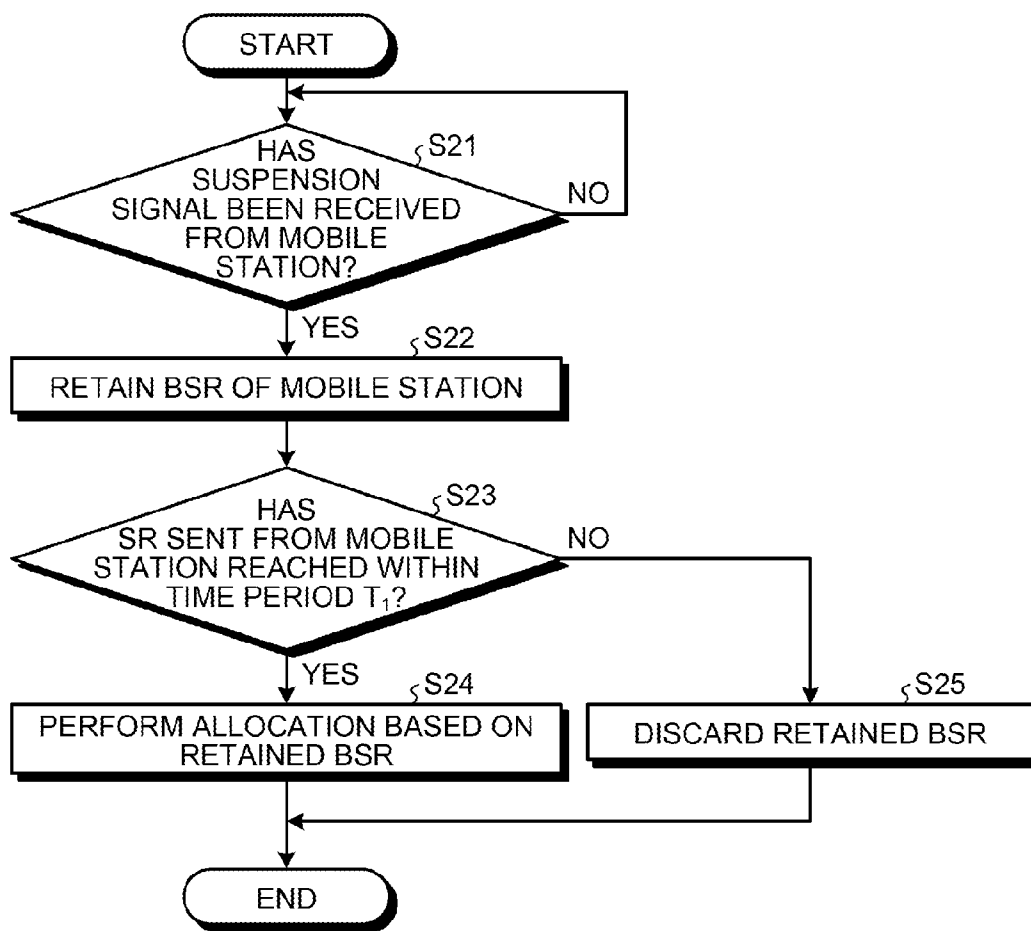 START
S21
HAS
SUSPENSION
SIGNAL BEEN RECEIVED
FROM MOBILE
STATION?
NO
YES
S22
RETAIN BSR OF MOBILE STATION
S23
HAS
SR SENT FROM MOBILE
STATION REACHED WITHIN
TIME PERIOD T₁?
NO
YES
S24
PERFORM ALLOCATION BASED ON
RETAINED BSR
S25
DISCARD RETAINED BSR
END